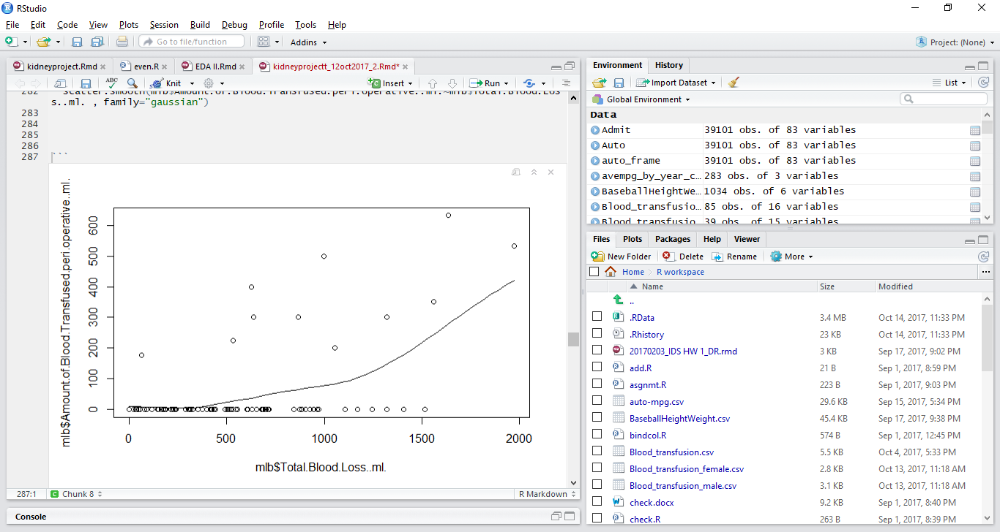 RStudio
File Edit Code View Plots Session Build Debug Profile Tools Help
Go to file/function Addins Project: (None)
kidneyproject.Rmd even.R EDA II.Rmd kidneyprojectt_12oct2017_2.Rmd*
ABC Knit Insert Run
282 scatter.smooth(mlb$Amount.of.Blood.Transfused.peri.operative..ml.~mlb$Total.Blood.Los
s..ml. , family="gaussian")
283
284
285
286
287 ```
mlb$Amount.of.Blood.Transfused.peri.operative..ml.
600
500
400
300
200
100
0
0 500 1000 1500 2000
mlb$Total.Blood.Loss..ml.
287:1 C Chunk 8 R Markdown
Console
Environment History
Import Dataset List
Global Environment
Data
Admit 39101 obs. of 83 variables
Auto 39101 obs. of 83 variables
auto_frame 39101 obs. of 83 variables
avempg_by_year_c… 283 obs. of 3 variables
BaseballHeightWe… 1034 obs. of 6 variables
Blood_transfusio… 85 obs. of 16 variables
Blood_transfusio… 39 obs. of 15 variables
Files Plots Packages Help Viewer
New Folder Delete Rename More
Home R workspace ...
Name Size Modified
..
.RData 3.4 MB Oct 14, 2017, 11:33 PM
.Rhistory 23 KB Oct 14, 2017, 11:33 PM
20170203_IDS HW 1_DR.rmd 3 KB Sep 17, 2017, 9:02 PM
add.R 21 B Sep 1, 2017, 8:59 PM
asgnmt.R 223 B Sep 1, 2017, 9:03 PM
auto-mpg.csv 29.6 KB Sep 15, 2017, 5:34 PM
BaseballHeightWeight.csv 45.4 KB Sep 17, 2017, 9:38 PM
bindcol.R 574 B Sep 1, 2017, 12:45 PM
Blood_transfusion.csv 5.5 KB Oct 4, 2017, 5:33 PM
Blood_transfusion_female.csv 2.8 KB Oct 13, 2017, 11:18 AM
Blood_transfusion_male.csv 3.1 KB Oct 13, 2017, 11:18 AM
check.docx 9.2 KB Sep 1, 2017, 8:40 PM
check.R 263 B Sep 1, 2017, 8:39 PM